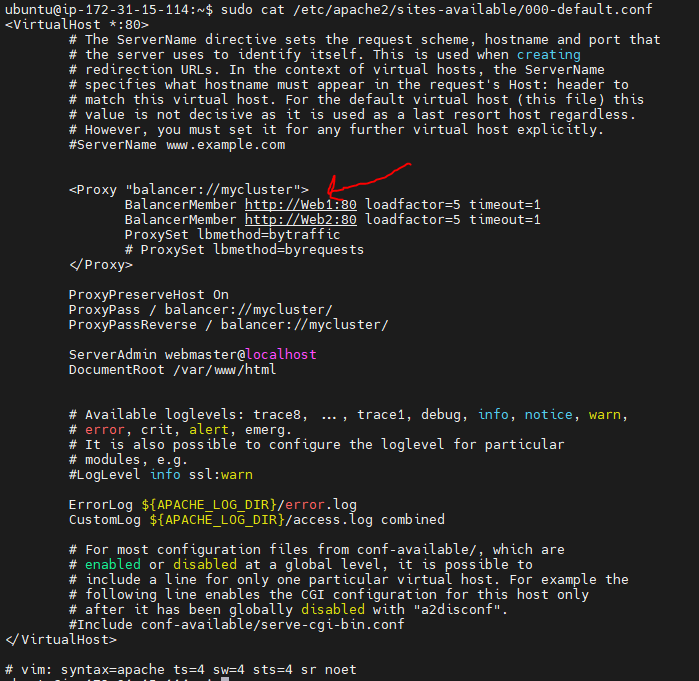 ubuntu@ip-172-31-15-114:~$ sudo cat /etc/apache2/sites-available/000-default.conf
<VirtualHost *:80>
# The ServerName directive sets the request scheme, hostname and port that
# the server uses to identify itself. This is used when creating
# redirection URLs. In the context of virtual hosts, the ServerName
# specifies what hostname must appear in the request's Host: header to
# match this virtual host. For the default virtual host (this file) this
# value is not decisive as it is used as a last resort host regardless.
# However, you must set it for any further virtual host explicitly.
#ServerName www.example.com
<Proxy "balancer://mycluster">
BalancerMember http://Web1:80 loadfactor=5 timeout=1
BalancerMember http://Web2:80 loadfactor=5 timeout=1
ProxySet lbmethod=bytraffic
# ProxySet lbmethod=byrequests
</Proxy>
ProxyPreserveHost On
ProxyPass / balancer://mycluster/
ProxyPassReverse / balancer://mycluster/
ServerAdmin webmaster@localhost
DocumentRoot /var/www/html
# Available loglevels: trace8, ..., trace1, debug, info, notice, warn,
# error, crit, alert, emerg.
# It is also possible to configure the loglevel for particular
# modules, e.g.
#LogLevel info ssl:warn
ErrorLog ${APACHE_LOG_DIR}/error.log
CustomLog ${APACHE_LOG_DIR}/access.log combined
# For most configuration files from conf-available/, which are
# enabled or disabled at a global level, it is possible to
# include a line for only one particular virtual host. For example the
# following line enables the CGI configuration for this host only
# after it has been globally disabled with "a2disconf".
#Include conf-available/serve-cgi-bin.conf
</VirtualHost>
# vim: syntax=apache ts=4 sw=4 sts=4 sr noet